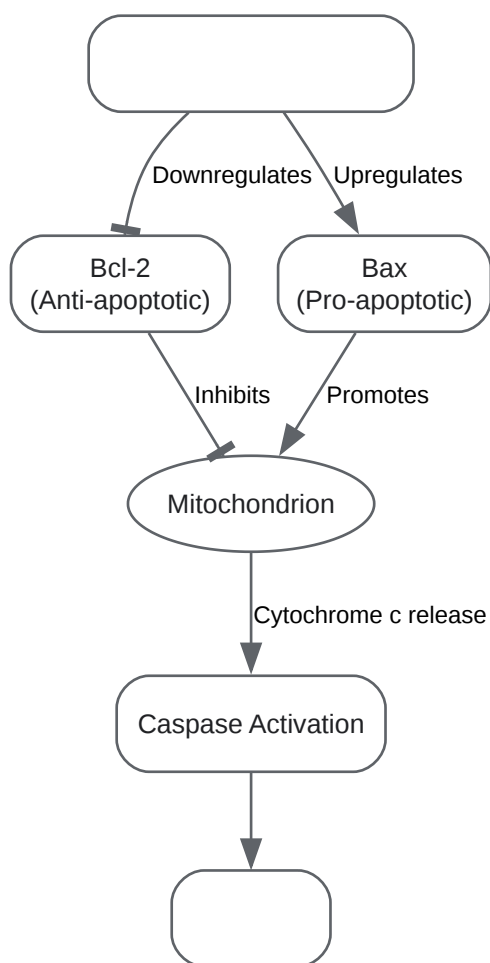 Downregulates
Upregulates
Bcl-2
(Anti-apoptotic)
Bax
(Pro-apoptotic)
Inhibits
Promotes
Mitochondrion
Cytochrome c release
Caspase Activation